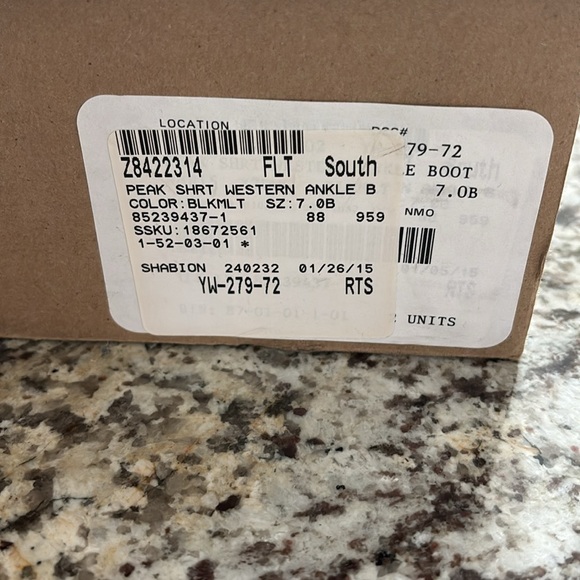 LOCATION
Z8422314 FLT South
79-72
PEAK SHRT WESTERN ANKLE B
E BOOT
COLOR:BLKMLT SZ:7.0B
7.0B
85239437-1 88 959
NMO
SSKU:18672561
1-52-03-01 *
SHABION 240232 01/26/15
YW-279-72 RTS
UNITS